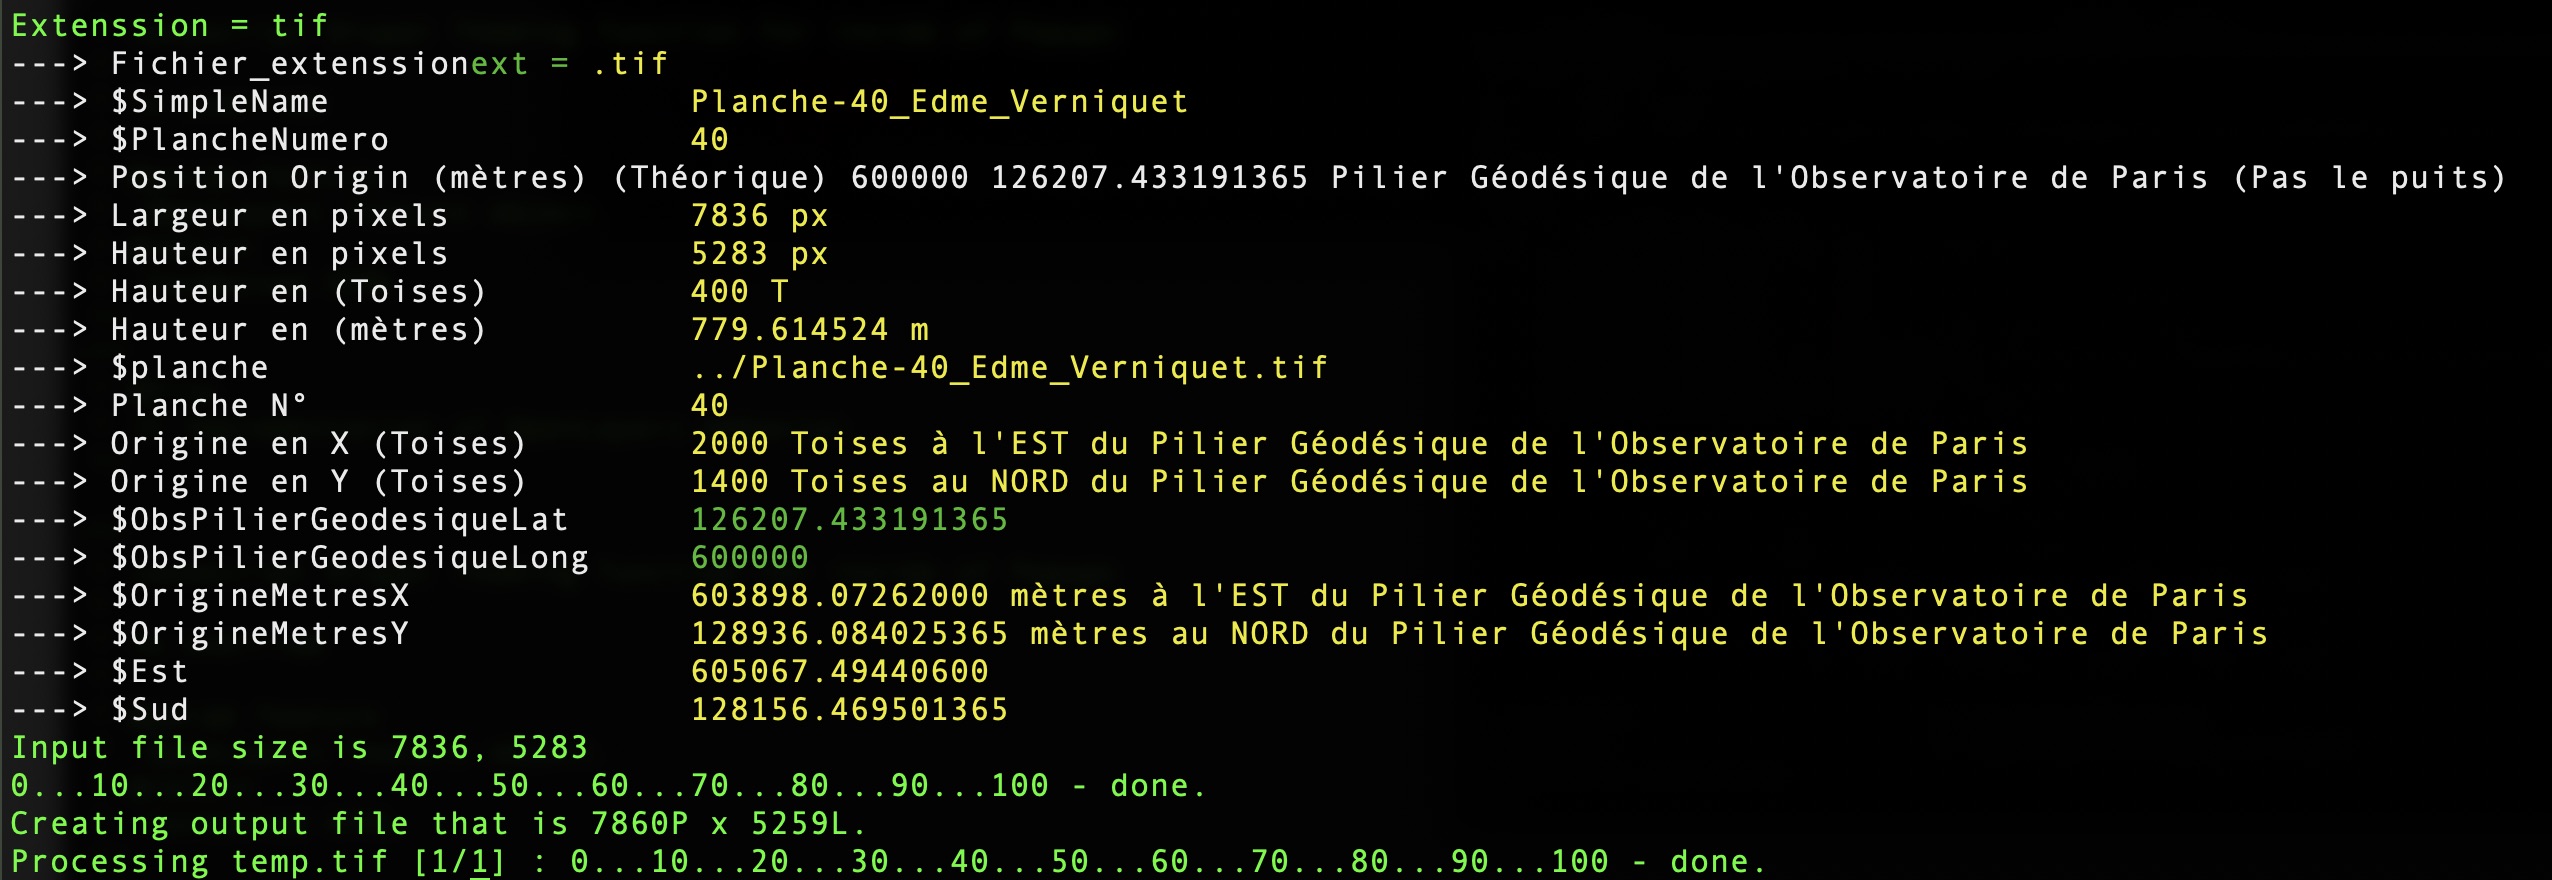 Extenssion = tif
---> Fichier_extenssionext = .tif
---> $SimpleName Planche-40_Edme_Verniquet
---> $PlancheNumero 40
---> Position Origin (mètres) (Théorique) 600000 126207.433191365 Pilier Géodésique de l'Observatoire de Paris (Pas le puits)
---> Largeur en pixels 7836 px
---> Hauteur en pixels 5283 px
---> Hauteur en (Toises) 400 T
---> Hauteur en (mètres) 779.614524 m
---> $planche ../Planche-40_Edme_Verniquet.tif
---> Planche N° 40
---> Origine en X (Toises) 2000 Toises à l'EST du Pilier Géodésique de l'Observatoire de Paris
---> Origine en Y (Toises) 1400 Toises au NORD du Pilier Géodésique de l'Observatoire de Paris
---> $ObsPilierGeodesiqueLat 126207.433191365
---> $ObsPilierGeodesiqueLong 600000
---> $OrigineMetresX 603898.07262000 mètres à l'EST du Pilier Géodésique de l'Observatoire de Paris
---> $OrigineMetresY 128936.084025365 mètres au NORD du Pilier Géodésique de l'Observatoire de Paris
---> $Est 605067.49440600
---> $Sud 128156.469501365
Input file size is 7836, 5283
0...10...20...30...40...50...60...70...80...90...100 - done.
Creating output file that is 7860P x 5259L.
Processing temp.tif [1/1] : 0...10...20...30...40...50...60...70...80...90...100 - done.